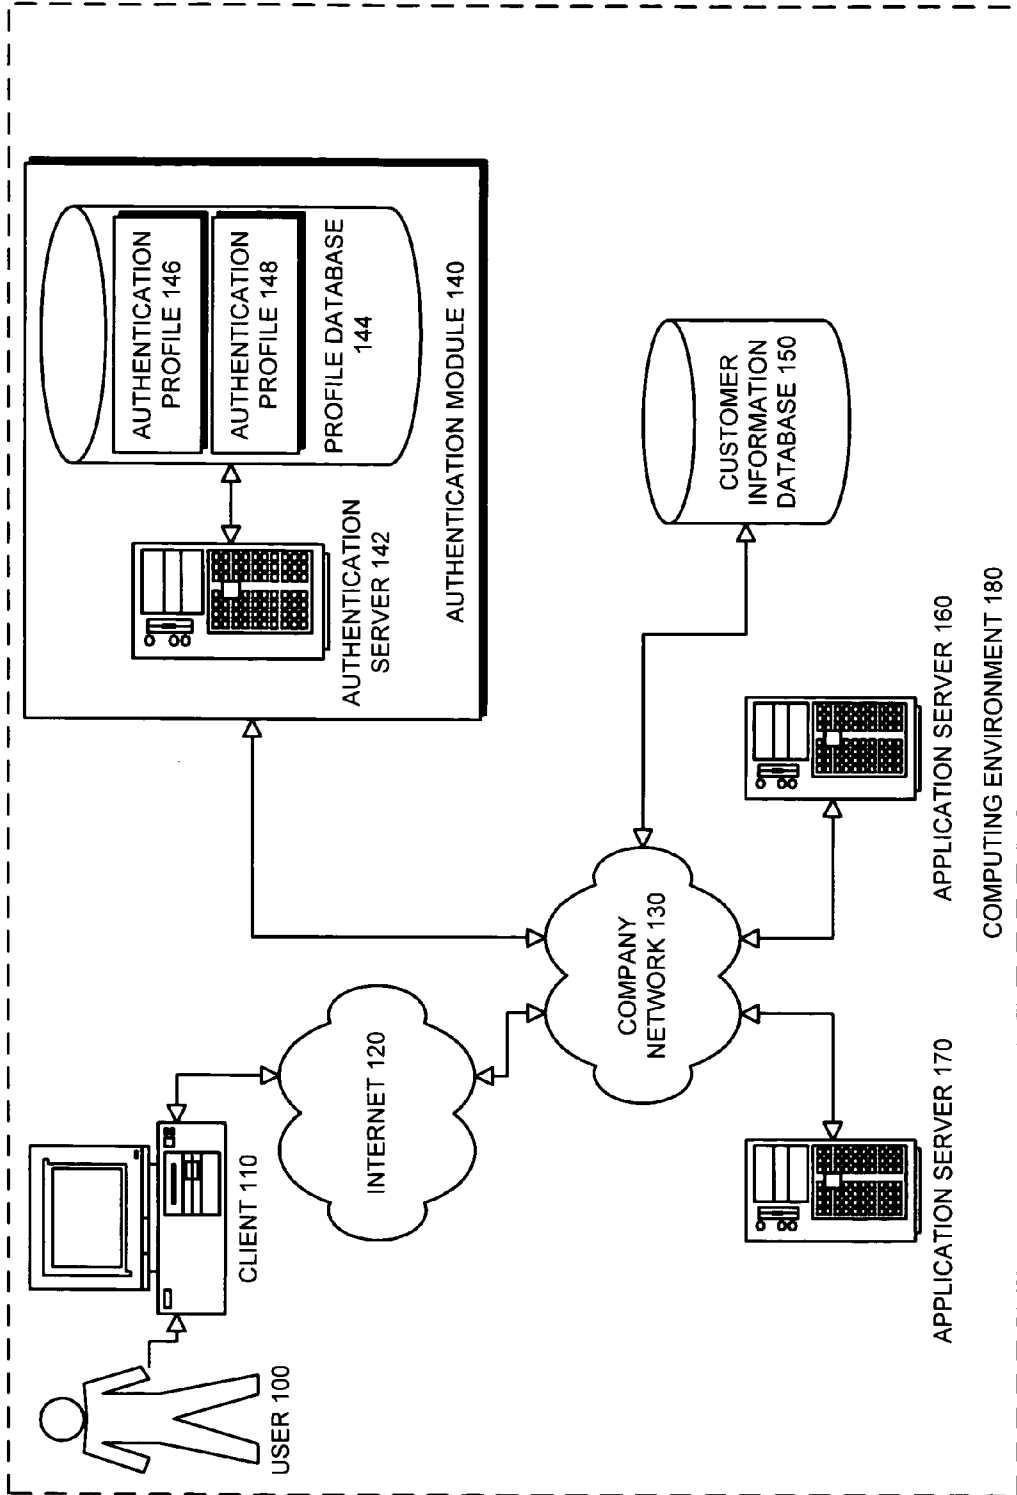 USER 100
CLIENT 110
INTERNET 120
COMPANY
NETWORK 130
AUTHENTICATION
SERVER 142
AUTHENTICATION
PROFILE 146
AUTHENTICATION
PROFILE 148
PROFILE DATABASE
144
AUTHENTICATION MODULE 140
CUSTOMER
INFORMATION
DATABASE 150
APPLICATION SERVER 170
APPLICATION SERVER 160
COMPUTING ENVIRONMENT 180